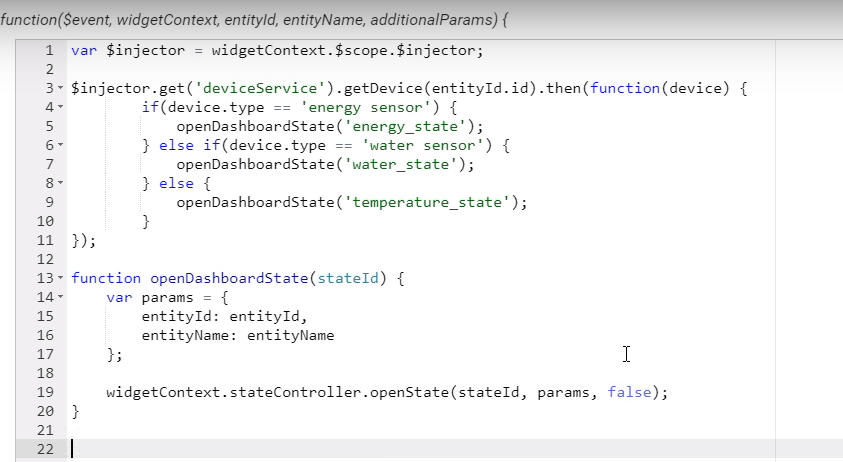 function($event, widgetContext, entityId, entityName, additionalParams) {
1 var $injector = widgetContext.$scope.$injector;
2
3 $injector.get('deviceService').getDevice(entityId.id).then(function(device) {
4 if(device.type == 'energy sensor') {
5 openDashboardState('energy_state');
6 } else if(device.type == 'water sensor') {
7 openDashboardState('water_state');
8 } else {
9 openDashboardState('temperature_state');
10 }
11 });
12
13 function openDashboardState(stateId) {
14 var params = {
15 entityId: entityId,
16 entityName: entityName
17 };
18
19 widgetContext.stateController.openState(stateId, params, false);
20 }
21
22